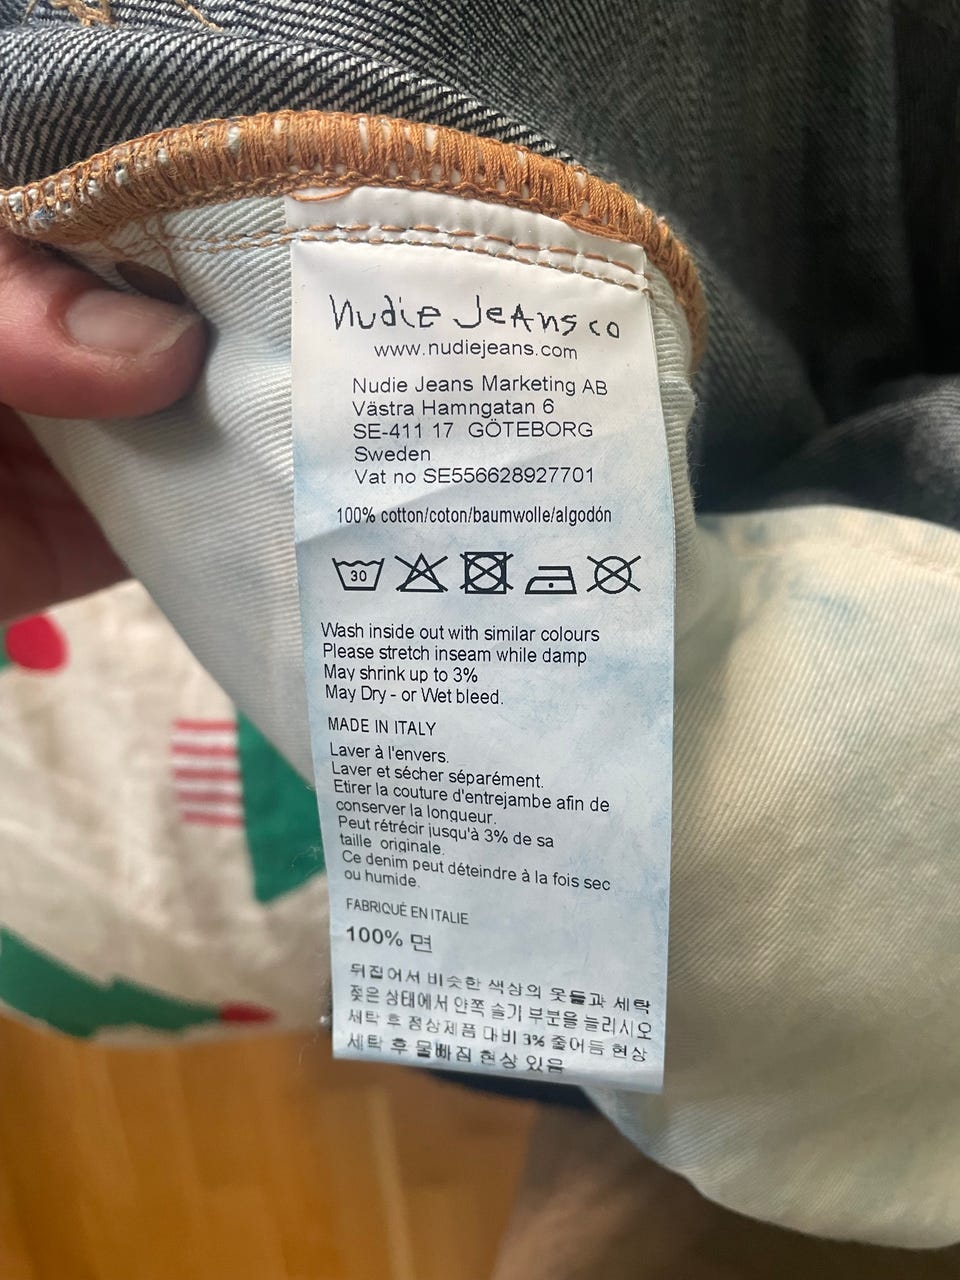 Nudie Jeans co
www.nudiejeans.com
Nudie Jeans Marketing AB
Västra Hamngatan 6
SE-411 17 GÖTEBORG
Sweden
Vat no SE556628927701
100% cotton/coton/baumwolle/algodón
30
Wash inside out with similar colours
Please stretch inseam while damp
May shrink up to 3%
May Dry - or Wet bleed.
MADE IN ITALY
Laver à l'envers.
Laver et sécher séparément.
Etirer la couture d'entrejambe afin de
conserver la longueur.
Peut rétrécir jusqu'à 3% de sa
taille originale.
Ce denim peut déteindre à la fois sec
ou humide.
FABRIQUÉ EN ITALIE
100% 면
뒤집어서 비슷한 색상의 옷들과 세탁
젖은 상태에서 안쪽 솔기 부분을 늘리시오
세탁 후 정상제품 대비 3% 줄어듬 현상
세탁 후 물빠짐 현상 있음